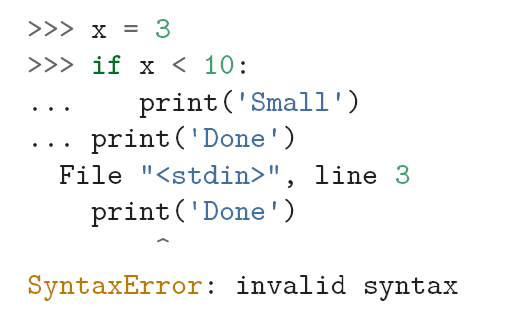 >>> x = 3
>>> if x < 10:
...    print('Small')
... print('Done')
  File "<stdin>", line 3
    print('Done')
        ^
SyntaxError: invalid syntax